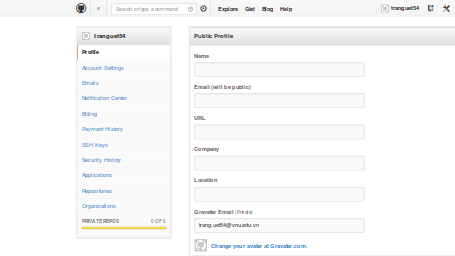 Search or type a command
Explore Gist Blog Help
tranguet54
tranguet54
Profile
Account Settings
Emails
Notification Center
Billing
Payment History
SSH Keys
Security History
Applications
Repositories
Organizations
PRIVATE REPOS 0 OF 0
Public Profile
Name
Email (will be public)
URL
Company
Location
Gravatar Email (Private)
trang.uet54@vnu.edu.vn
Change your avatar at Gravatar.com.